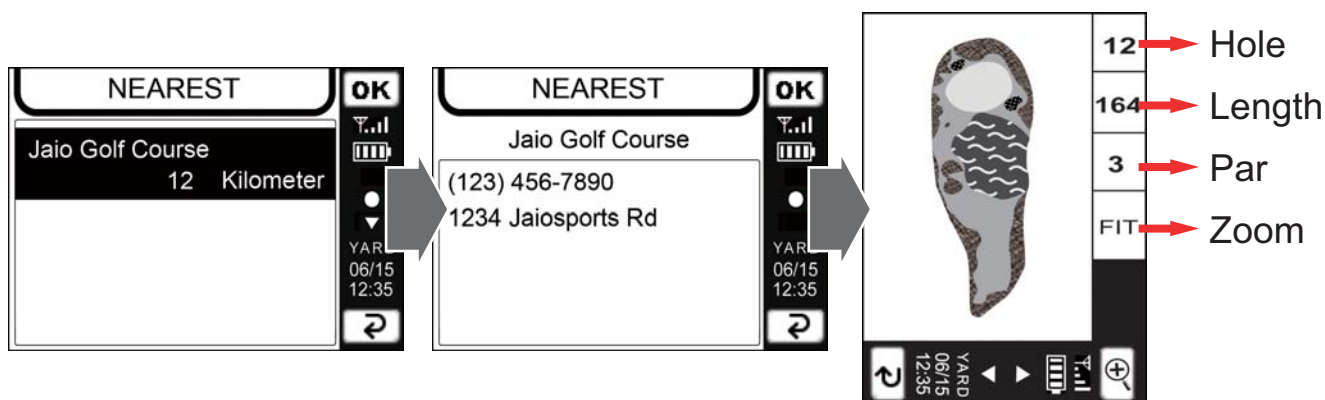 NEAREST
OK
Jaio Golf Course
12 Kilometer
YARD
06/15
12:35
NEAREST
OK
Jaio Golf Course
(123) 456-7890
1234 Jaiosports Rd
YARD
06/15
12:35
12
Hole
164
Length
3
Par
FIT
Zoom
YARD
06/15
12:35